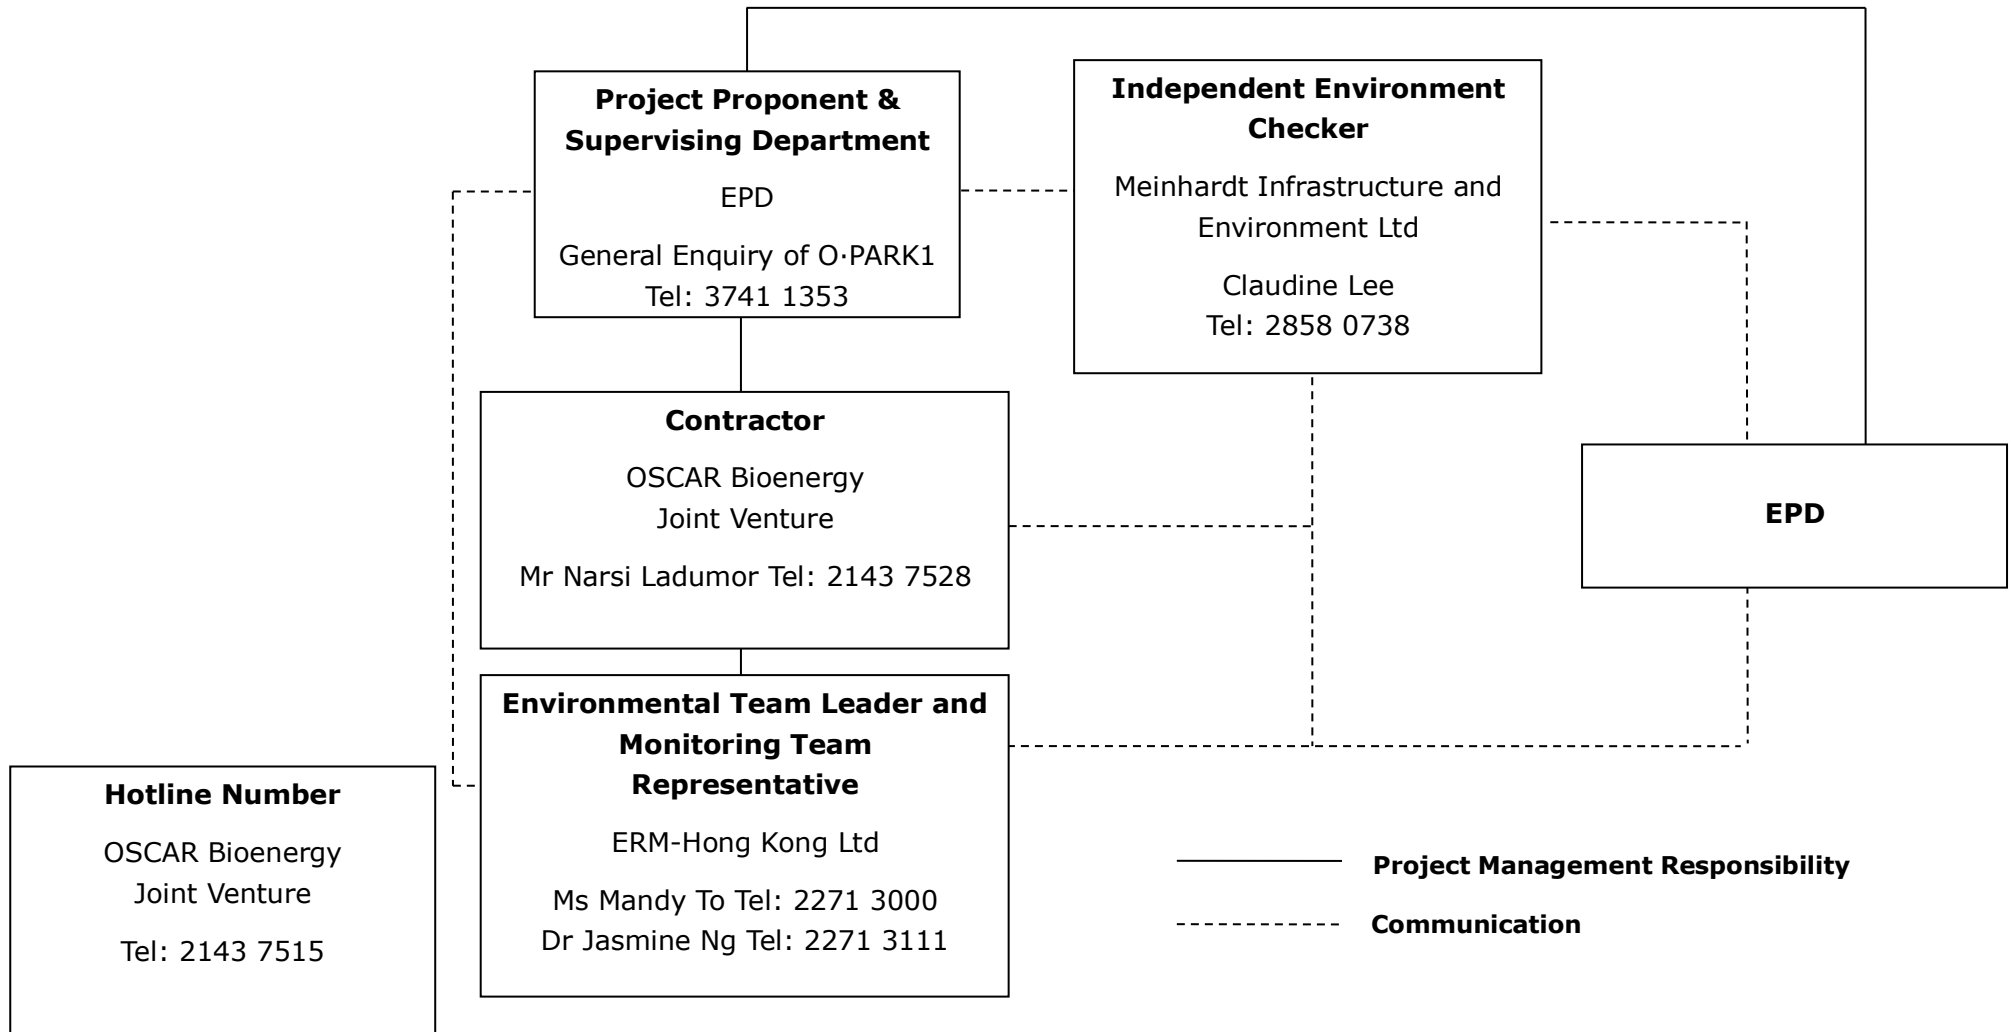 Project Proponent &
Supervising Department
EPD
General Enquiry of O·PARK1
Tel: 3741 1353
Independent Environment
Checker
Meinhardt Infrastructure and
Environment Ltd
Claudine Lee
Tel: 2858 0738
Contractor
OSCAR Bioenergy
Joint Venture
Mr Narsi Ladumor Tel: 2143 7528
EPD
Environmental Team Leader and
Monitoring Team
Representative
ERM-Hong Kong Ltd
Ms Mandy To Tel: 2271 3000
Dr Jasmine Ng Tel: 2271 3111
Hotline Number
OSCAR Bioenergy
Joint Venture
Tel: 2143 7515
Project Management Responsibility
Communication